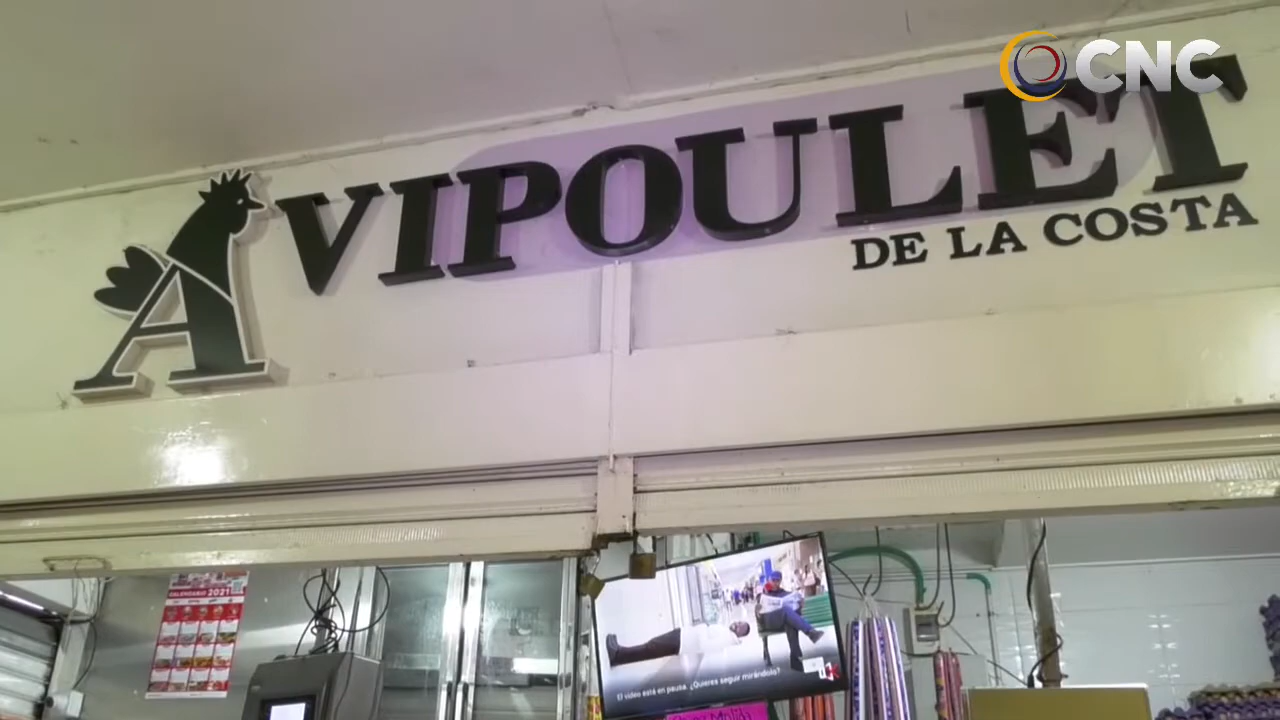 CNC
AVIPOULET
DE LA COSTA
CALENDARIO 2021
El video está en pausa. ¿Quieres seguir mirándolo?